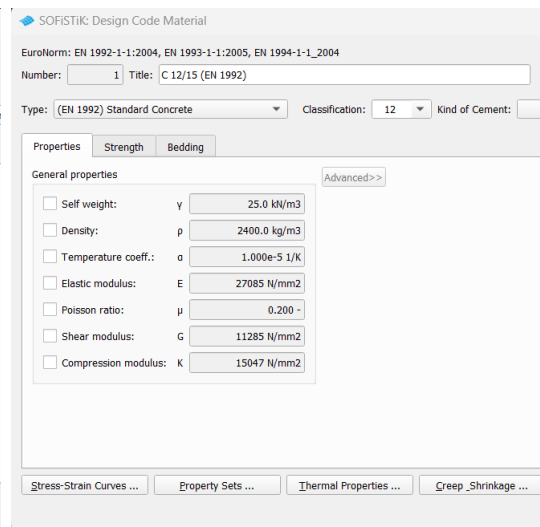 SOFiSTiK: Design Code Material
EuroNorm: EN 1992-1-1:2004, EN 1993-1-1:2005, EN 1994-1-1_2004
Number: 1 Title: C 12/15 (EN 1992)
Type: (EN 1992) Standard Concrete Classification: 12 Kind of Cement:
Properties Strength Bedding
General properties Advanced>>
Self weight: γ 25.0 kN/m3
Density: ρ 2400.0 kg/m3
Temperature coeff.: α 1.000e-5 1/K
Elastic modulus: E 27085 N/mm2
Poisson ratio: μ 0.200 -
Shear modulus: G 11285 N/mm2
Compression modulus: K 15047 N/mm2
Stress-Strain Curves ... Property Sets ... Thermal Properties ... Creep _Shrinkage ...